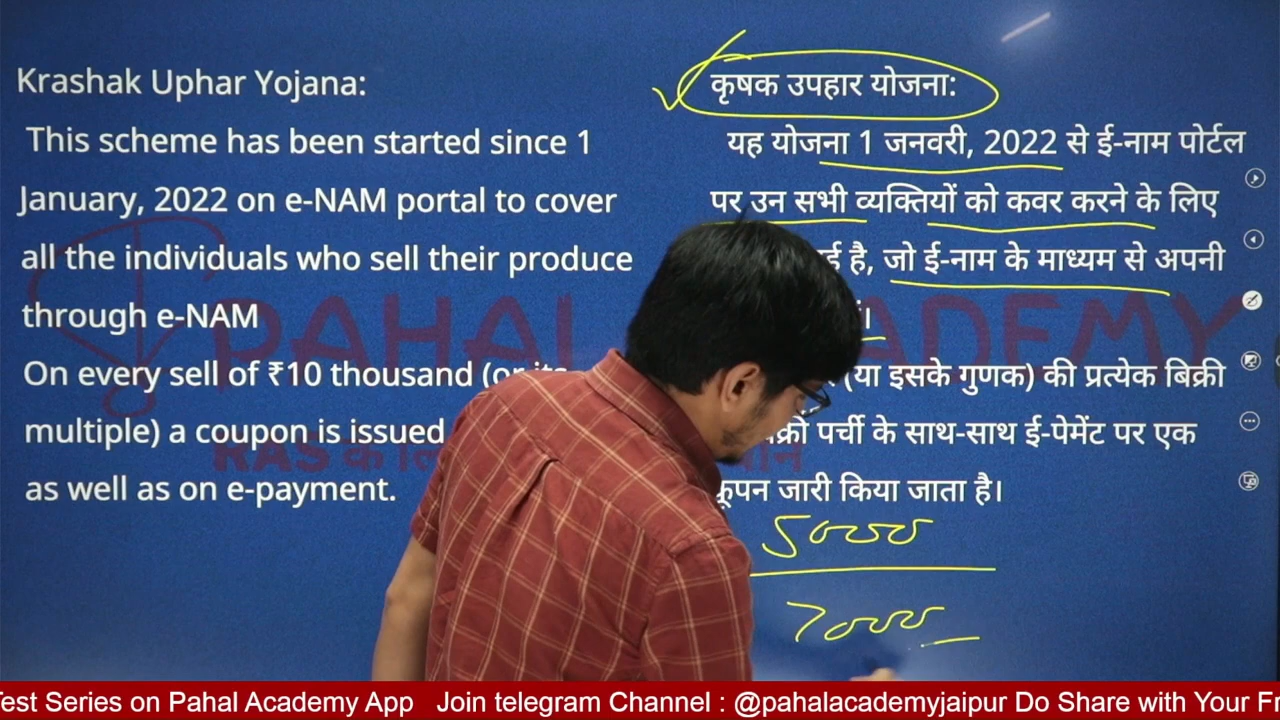 Krashak Uphar Yojana:
This scheme has been started since 1
January, 2022 on e-NAM portal to cover
all the individuals who sell their produce
through e-NAM
On every sell of ₹10 thousand (or its
multiple) a coupon is issued
as well as on e-payment.
कृषक उपहार योजना:
यह योजना 1 जनवरी, 2022 से ई-नाम पोर्टल
पर उन सभी व्यक्तियों को कवर करने के लिए
है, जो ई-नाम के माध्यम से अपनी
(या इसके गुणक) की प्रत्येक बिक्री
पर्ची के साथ-साथ ई-पेमेंट पर एक
कूपन जारी किया जाता है।
5000
7000
PAHAL ACADEMY
RAS के
Test Series on Pahal Academy App Join telegram Channel : @pahalacademyjaipur Do Share with Your